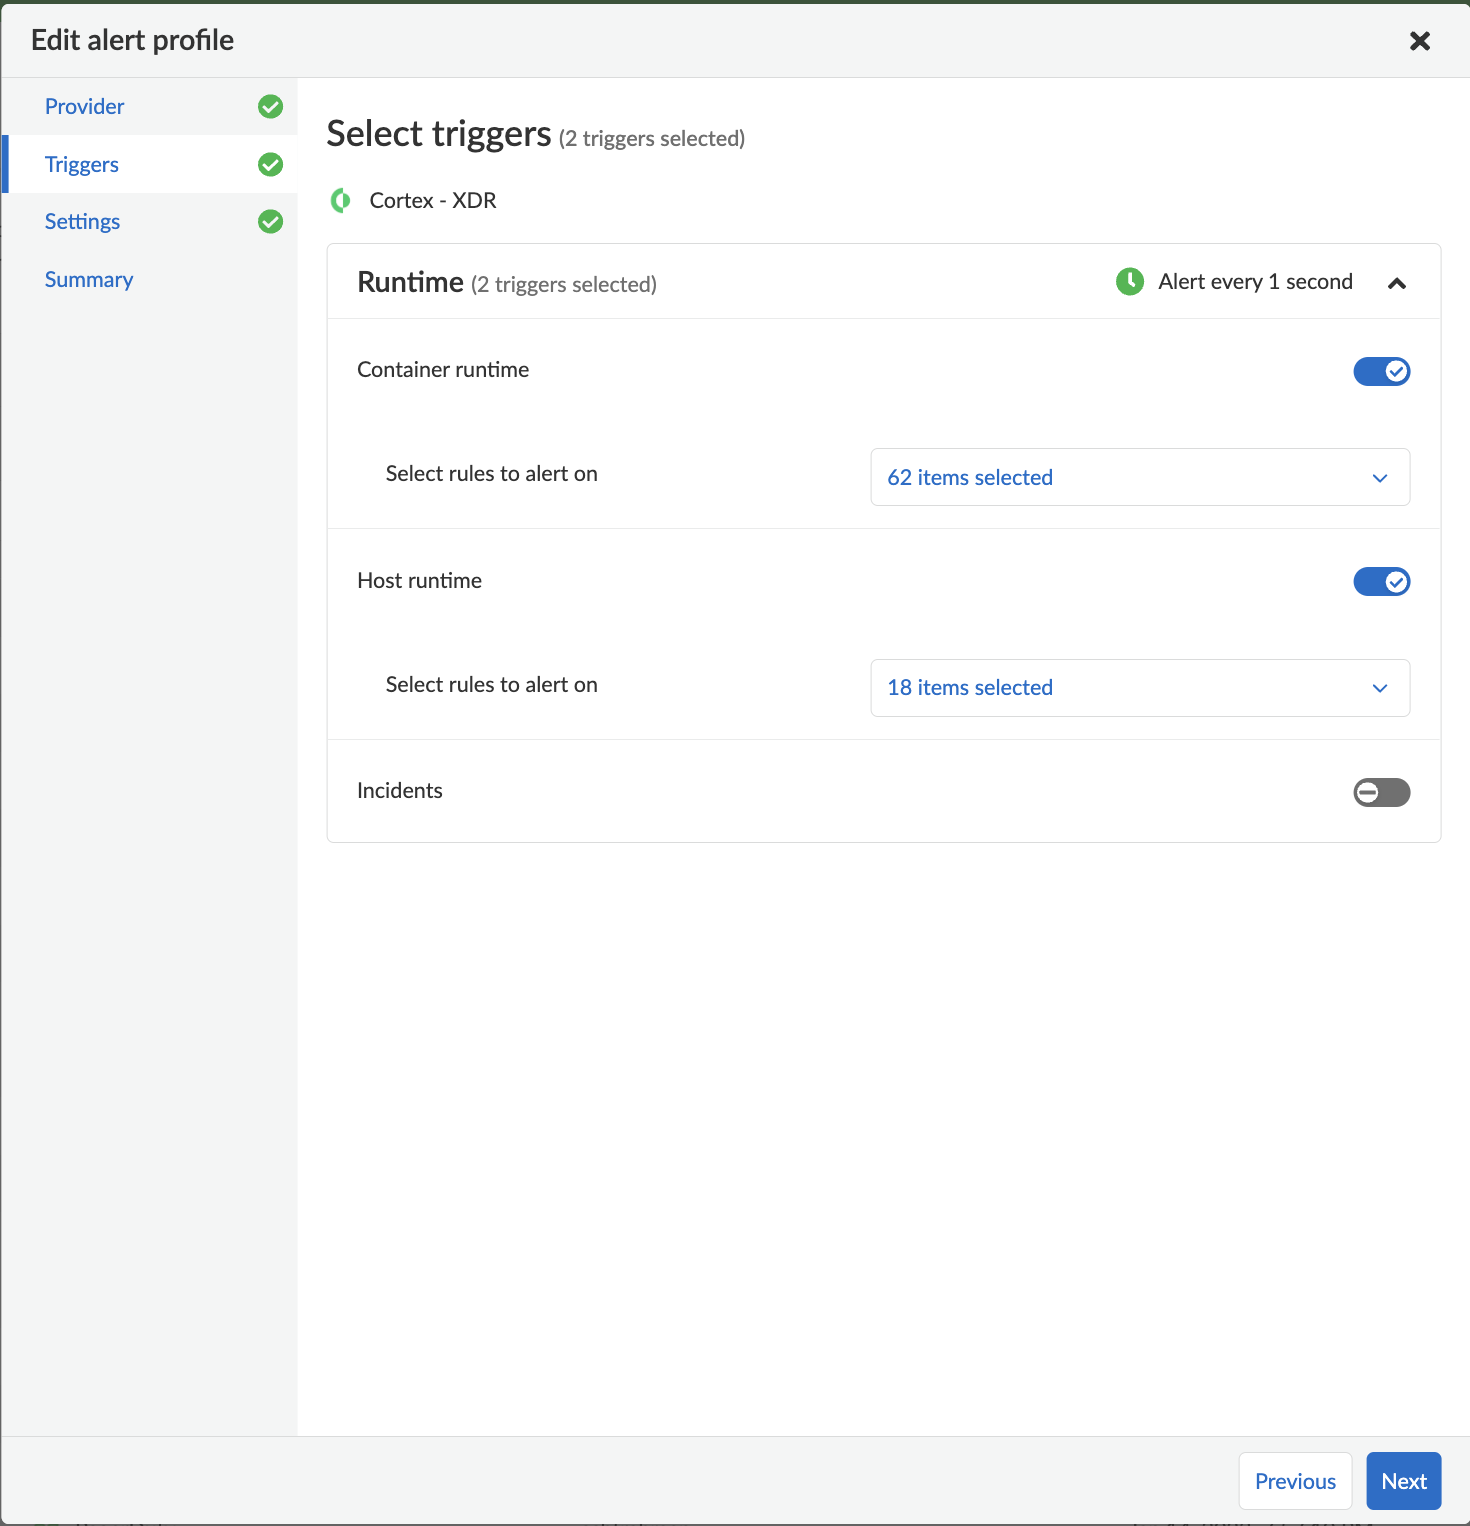 Edit alert profile
Provider
Triggers
Settings
Summary
Select triggers (2 triggers selected)
Cortex - XDR
Runtime (2 triggers selected)
Alert every 1 second
Container runtime
Select rules to alert on
62 items selected
Host runtime
Select rules to alert on
18 items selected
Incidents
Previous
Next